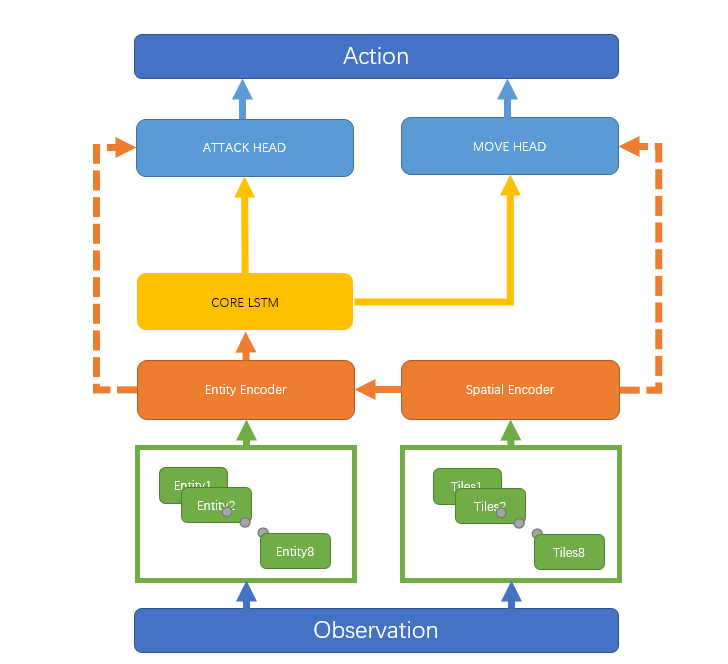 Action
ATTACK HEAD
MOVE HEAD
CORE LSTM
Entity Encoder
Spatial Encoder
Entity1
Entity2
Entity8
Tiles1
Tiles2
Tiles8
Observation